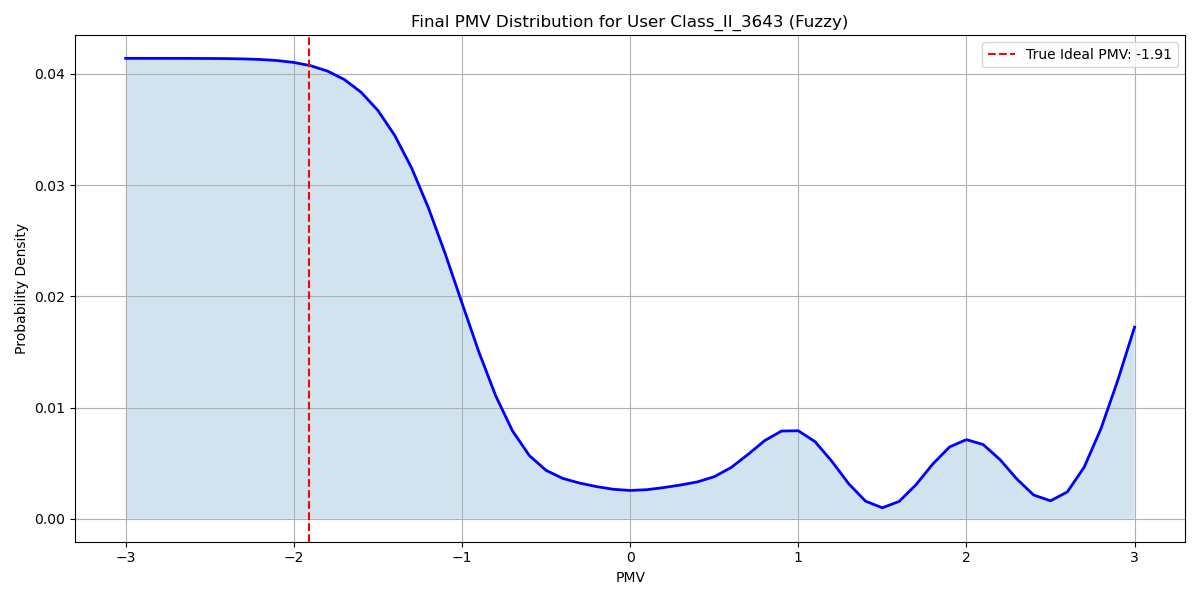 Final PMV Distribution for User Class_II_3643 (Fuzzy)
True Ideal PMV: -1.91
Probability Density
0.04
0.03
0.02
0.01
0.00
−3 −2 −1 0 1 2 3
PMV